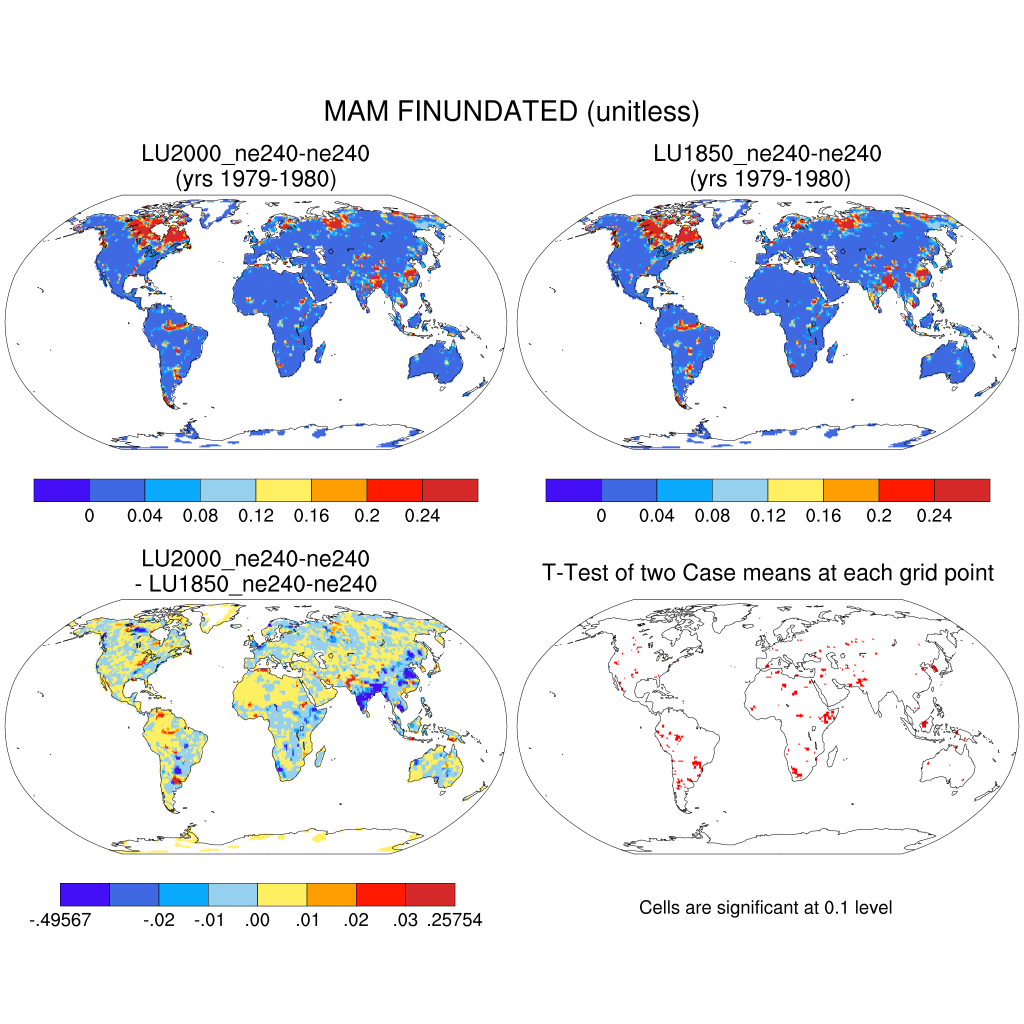 MAM FINUNDATED (unitless)
LU2000_ne240-ne240
(yrs 1979-1980)
LU1850_ne240-ne240
(yrs 1979-1980)
0 0.04 0.08 0.12 0.16 0.2 0.24
0 0.04 0.08 0.12 0.16 0.2 0.24
LU2000_ne240-ne240
- LU1850_ne240-ne240
T-Test of two Case means at each grid point
-.49567 -.02 -.01 .00 .01 .02 .03 .25754
Cells are significant at 0.1 level